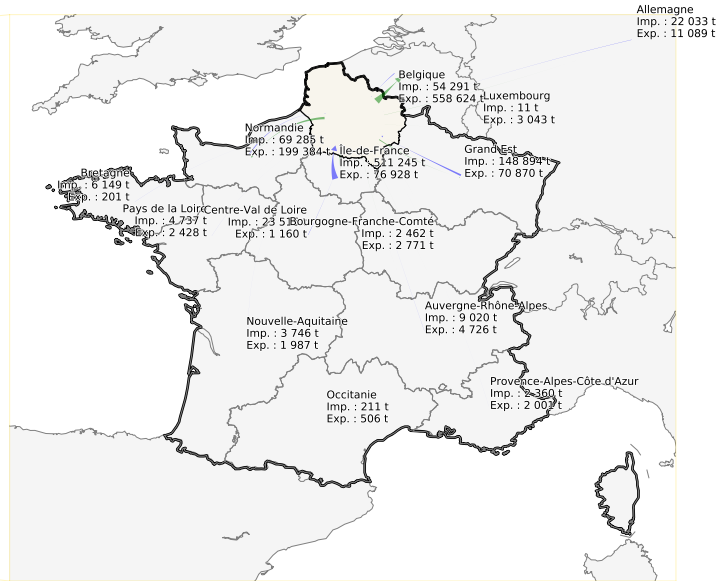 Allemagne
Imp. : 22 033 t
Exp. : 11 089 t
Belgique
Imp. : 54 291 t
Exp. : 558 624 t
Luxembourg
Imp. : 11 t
Exp. : 3 043 t
Normandie
Imp. : 69 285 t
Exp. : 199 384 t
Île-de-France
Imp. : 511 245 t
Exp. : 76 928 t
Grand Est
Imp. : 148 894 t
Exp. : 70 870 t
Bretagne
Imp. : 6 149 t
Exp. : 201 t
Pays de la Loire
Imp. : 4 737 t
Exp. : 2 428 t
Centre-Val de Loire
Imp. : 23 51
Exp. : 1 160 t
Bourgogne-Franche-Comté
Imp. : 2 462 t
Exp. : 2 771 t
Auvergne-Rhône-Alpes
Imp. : 9 020 t
Exp. : 4 726 t
Nouvelle-Aquitaine
Imp. : 3 746 t
Exp. : 1 987 t
Provence-Alpes-Côte.d'Azur
Imp. : 2 360 t
Exp. : 2 001 t
Occitanie
Imp. : 211 t
Exp. : 506 t